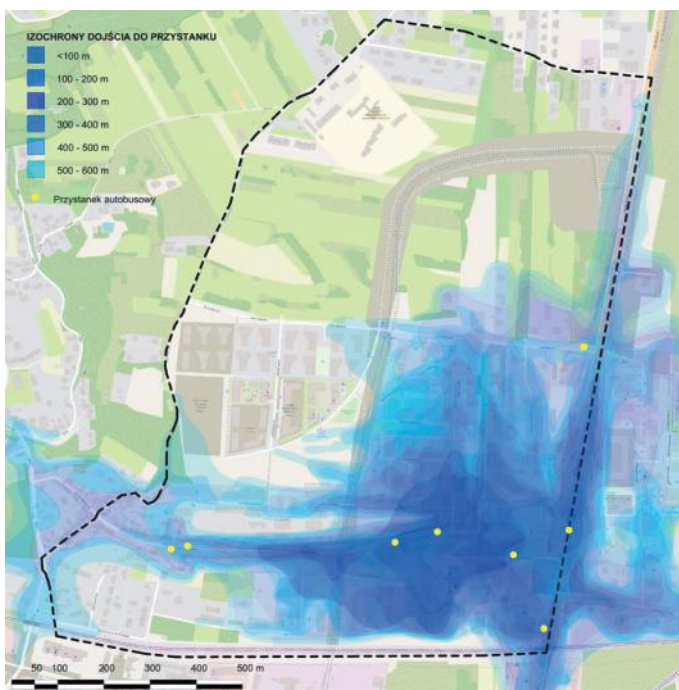 IZOCHRONY DOJŚCIA DO PRZYSTANKU
<100 m
100 - 200 m
200 - 300 m
300 - 400 m
400 - 500 m
500 - 600 m
Przystanek autobusowy
50 100 200 300 400 500 m